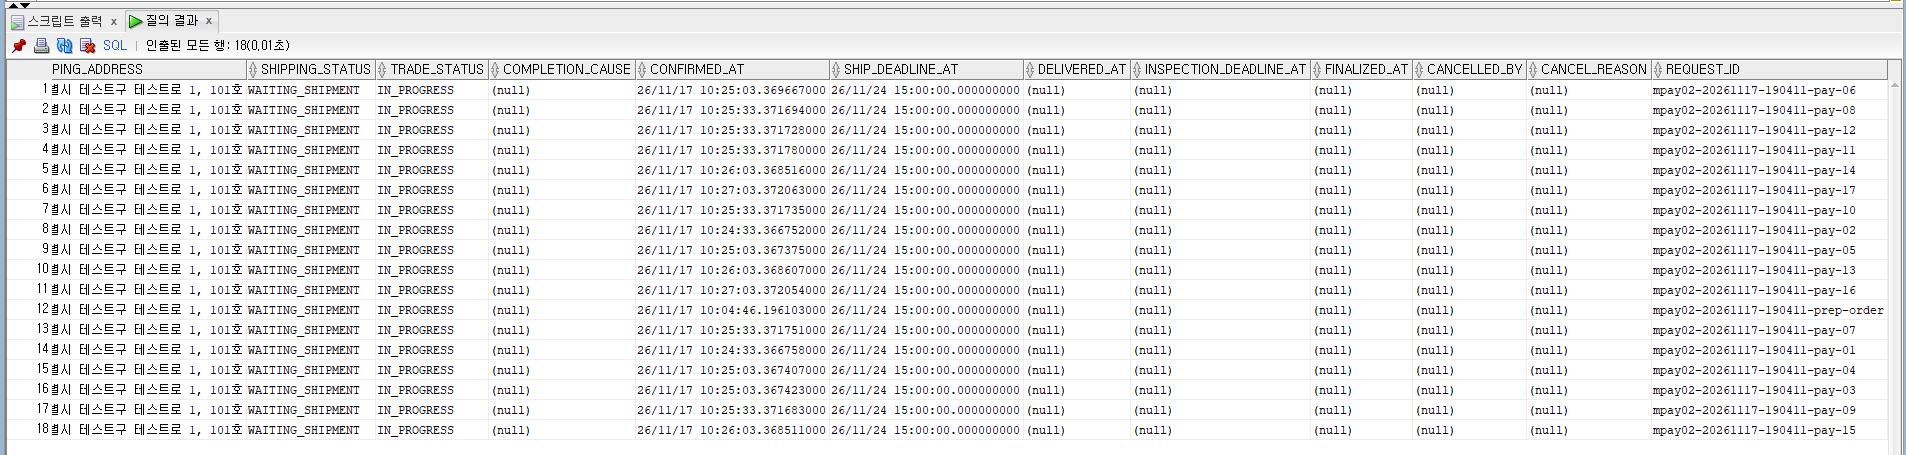 스크립트 출력 x 질의 결과 x
SQL | 인출된 모든 행: 18(0,01초)
PING_ADDRESS SHIPPING_STATUS TRADE_STATUS COMPLETION_CAUSE CONFIRMED_AT SHIP_DEADLINE_AT DELIVERED_AT INSPECTION_DEADLINE_AT FINALIZED_AT CANCELLED_BY CANCEL_REASON REQUEST_ID
1 별시 테스트구 테스트로 1, 101호 WAITING_SHIPMENT IN_PROGRESS (null) 26/11/17 10:25:03.369667000 26/11/24 15:00:00.000000000 (null) (null) (null) (null) (null) mpay02-20261117-190411-pay-06
2 별시 테스트구 테스트로 1, 101호 WAITING_SHIPMENT IN_PROGRESS (null) 26/11/17 10:25:33.371694000 26/11/24 15:00:00.000000000 (null) (null) (null) (null) (null) mpay02-20261117-190411-pay-08
3 별시 테스트구 테스트로 1, 101호 WAITING_SHIPMENT IN_PROGRESS (null) 26/11/17 10:25:33.371728000 26/11/24 15:00:00.000000000 (null) (null) (null) (null) (null) mpay02-20261117-190411-pay-12
4 별시 테스트구 테스트로 1, 101호 WAITING_SHIPMENT IN_PROGRESS (null) 26/11/17 10:25:33.371780000 26/11/24 15:00:00.000000000 (null) (null) (null) (null) (null) mpay02-20261117-190411-pay-11
5 별시 테스트구 테스트로 1, 101호 WAITING_SHIPMENT IN_PROGRESS (null) 26/11/17 10:26:03.368516000 26/11/24 15:00:00.000000000 (null) (null) (null) (null) (null) mpay02-20261117-190411-pay-14
6 별시 테스트구 테스트로 1, 101호 WAITING_SHIPMENT IN_PROGRESS (null) 26/11/17 10:27:03.372063000 26/11/24 15:00:00.000000000 (null) (null) (null) (null) (null) mpay02-20261117-190411-pay-17
7 별시 테스트구 테스트로 1, 101호 WAITING_SHIPMENT IN_PROGRESS (null) 26/11/17 10:25:33.371735000 26/11/24 15:00:00.000000000 (null) (null) (null) (null) (null) mpay02-20261117-190411-pay-10
8 별시 테스트구 테스트로 1, 101호 WAITING_SHIPMENT IN_PROGRESS (null) 26/11/17 10:24:33.366752000 26/11/24 15:00:00.000000000 (null) (null) (null) (null) (null) mpay02-20261117-190411-pay-02
9 별시 테스트구 테스트로 1, 101호 WAITING_SHIPMENT IN_PROGRESS (null) 26/11/17 10:25:03.367375000 26/11/24 15:00:00.000000000 (null) (null) (null) (null) (null) mpay02-20261117-190411-pay-05
10 별시 테스트구 테스트로 1, 101호 WAITING_SHIPMENT IN_PROGRESS (null) 26/11/17 10:26:03.368607000 26/11/24 15:00:00.000000000 (null) (null) (null) (null) (null) mpay02-20261117-190411-pay-13
11 별시 테스트구 테스트로 1, 101호 WAITING_SHIPMENT IN_PROGRESS (null) 26/11/17 10:27:03.372054000 26/11/24 15:00:00.000000000 (null) (null) (null) (null) (null) mpay02-20261117-190411-pay-16
12 별시 테스트구 테스트로 1, 101호 WAITING_SHIPMENT IN_PROGRESS (null) 26/11/17 10:04:46.196103000 26/11/24 15:00:00.000000000 (null) (null) (null) (null) (null) mpay02-20261117-190411-prep-order
13 별시 테스트구 테스트로 1, 101호 WAITING_SHIPMENT IN_PROGRESS (null) 26/11/17 10:25:33.371751000 26/11/24 15:00:00.000000000 (null) (null) (null) (null) (null) mpay02-20261117-190411-pay-07
14 별시 테스트구 테스트로 1, 101호 WAITING_SHIPMENT IN_PROGRESS (null) 26/11/17 10:24:33.366758000 26/11/24 15:00:00.000000000 (null) (null) (null) (null) (null) mpay02-20261117-190411-pay-01
15 별시 테스트구 테스트로 1, 101호 WAITING_SHIPMENT IN_PROGRESS (null) 26/11/17 10:25:03.367407000 26/11/24 15:00:00.000000000 (null) (null) (null) (null) (null) mpay02-20261117-190411-pay-04
16 별시 테스트구 테스트로 1, 101호 WAITING_SHIPMENT IN_PROGRESS (null) 26/11/17 10:25:03.367423000 26/11/24 15:00:00.000000000 (null) (null) (null) (null) (null) mpay02-20261117-190411-pay-03
17 별시 테스트구 테스트로 1, 101호 WAITING_SHIPMENT IN_PROGRESS (null) 26/11/17 10:25:33.371683000 26/11/24 15:00:00.000000000 (null) (null) (null) (null) (null) mpay02-20261117-190411-pay-09
18 별시 테스트구 테스트로 1, 101호 WAITING_SHIPMENT IN_PROGRESS (null) 26/11/17 10:26:03.368511000 26/11/24 15:00:00.000000000 (null) (null) (null) (null) (null) mpay02-20261117-190411-pay-15